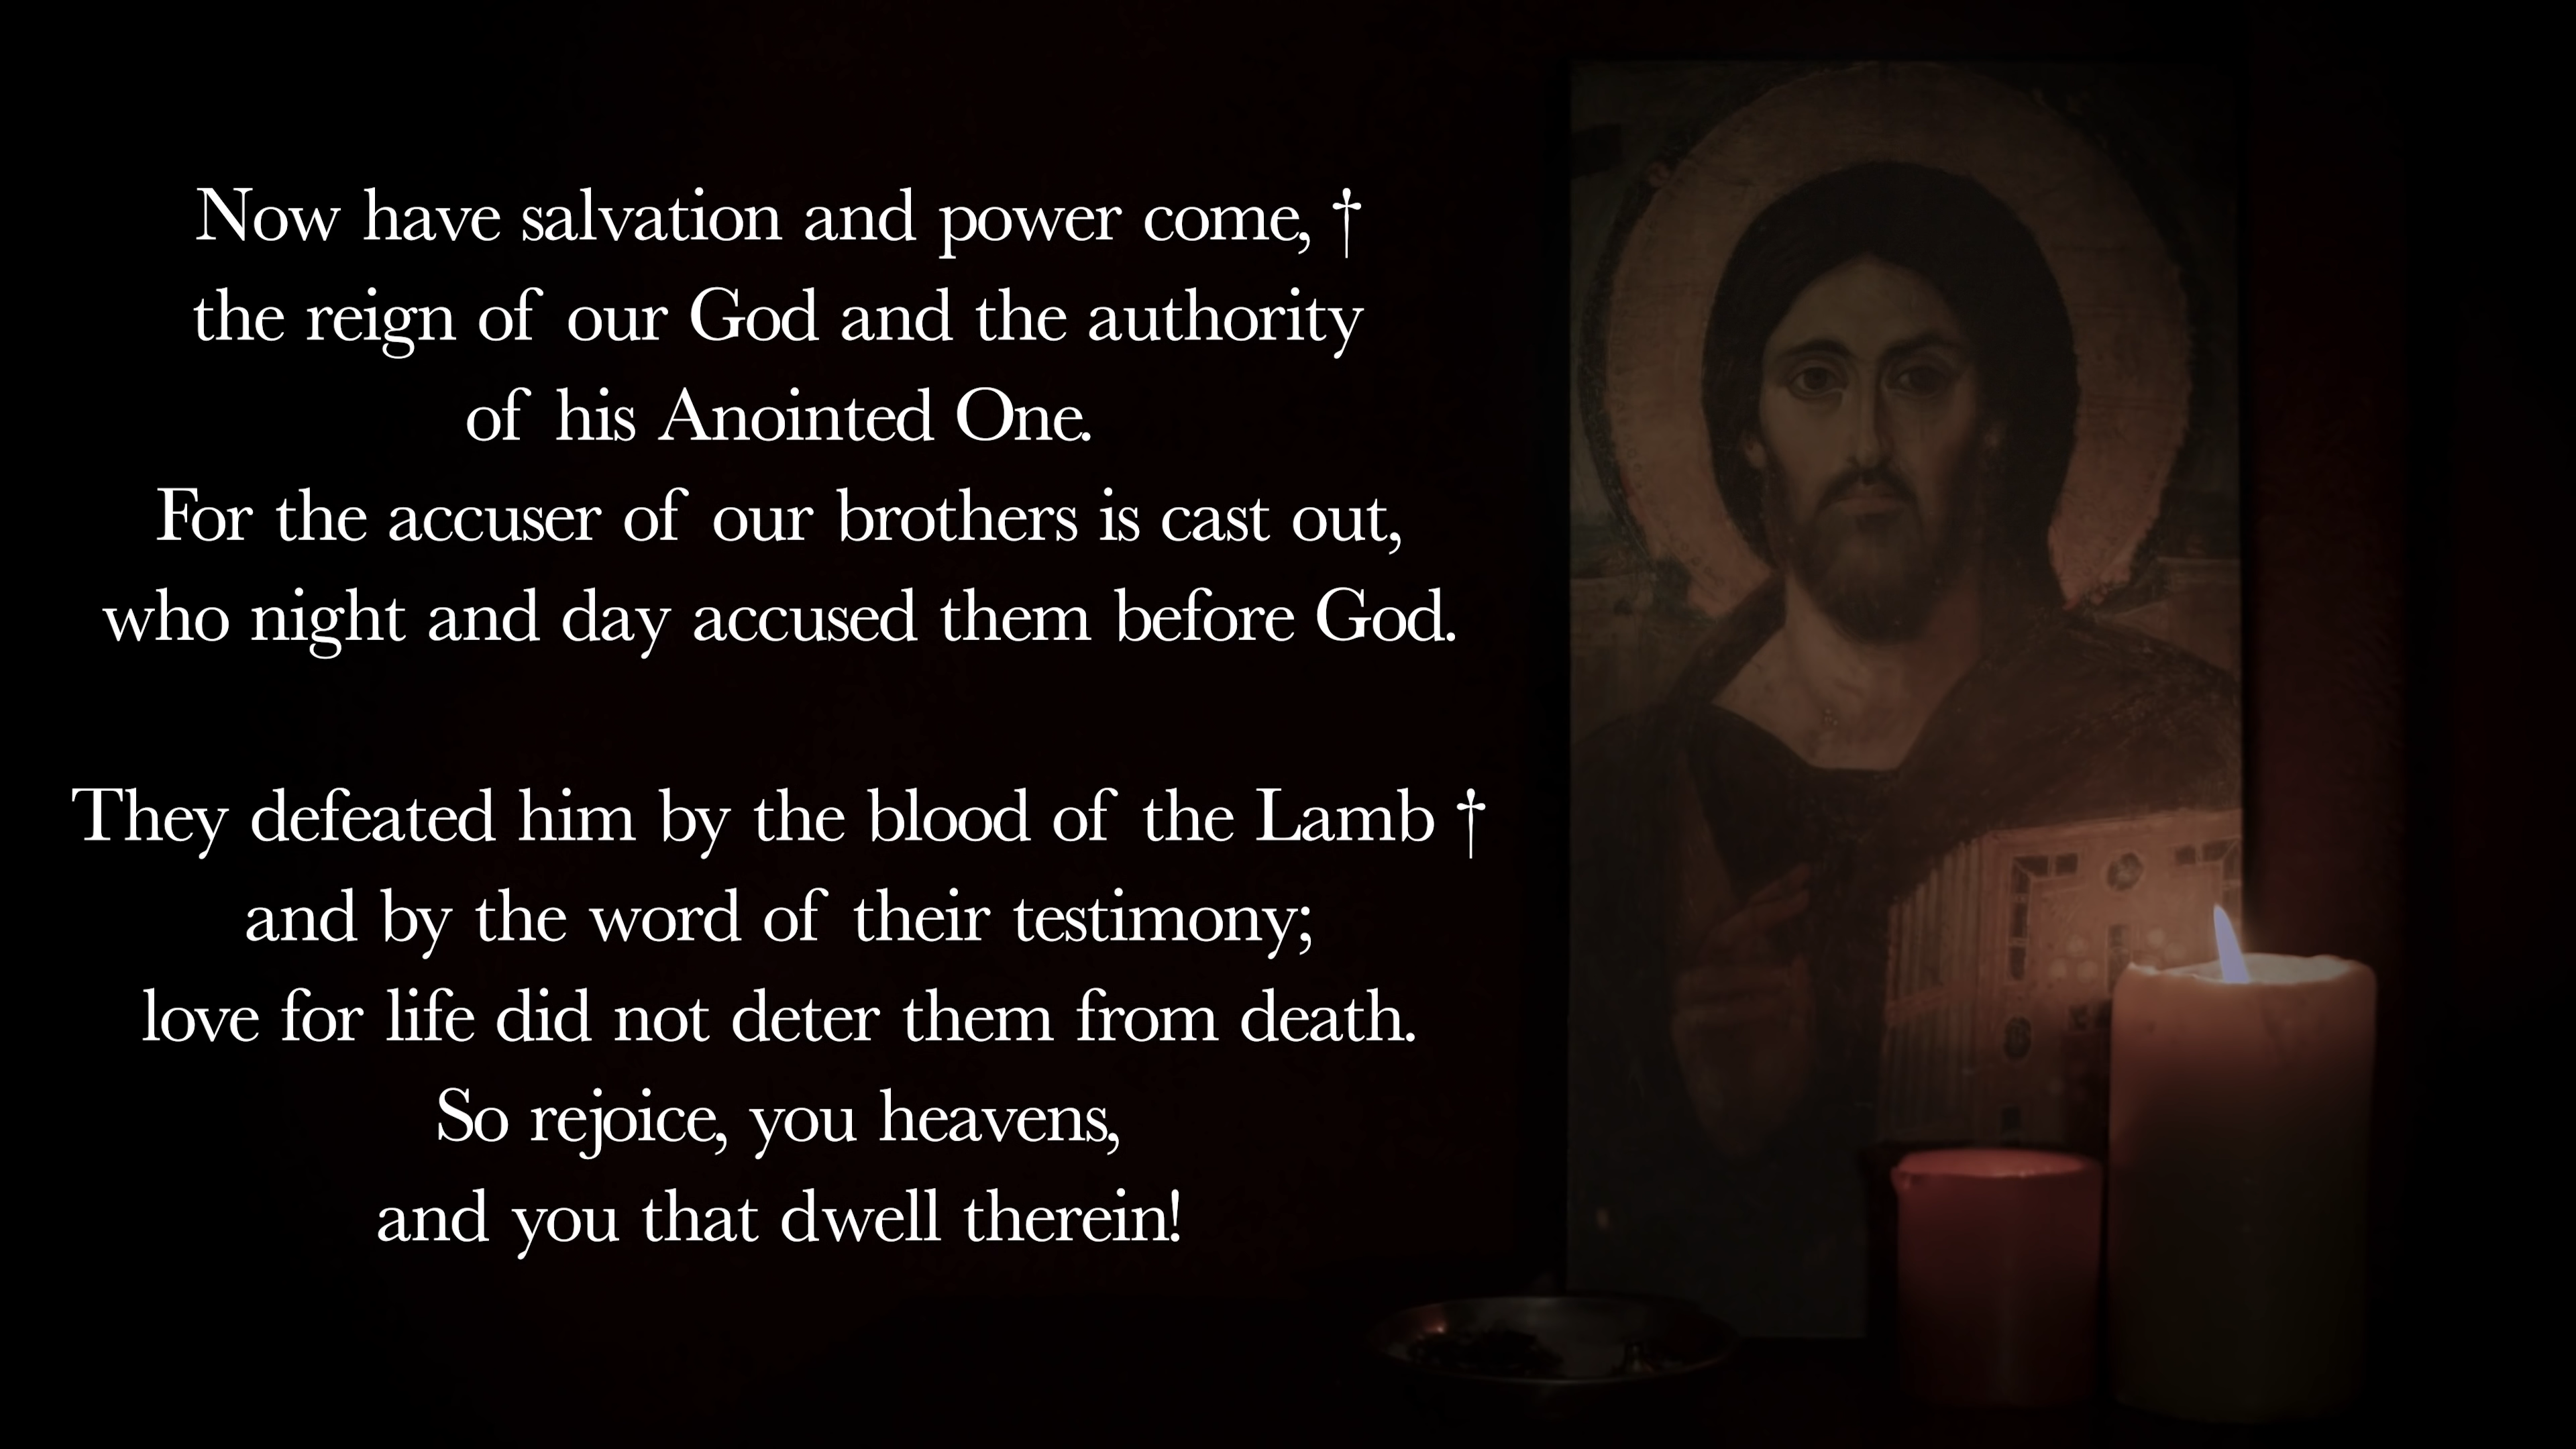 Now have salvation and power come, †
the reign of our God and the authority
of his Anointed One.
For the accuser of our brothers is cast out,
who night and day accused them before God.
They defeated him by the blood of the Lamb †
and by the word of their testimony;
love for life did not deter them from death.
So rejoice, you heavens,
and you that dwell therein!